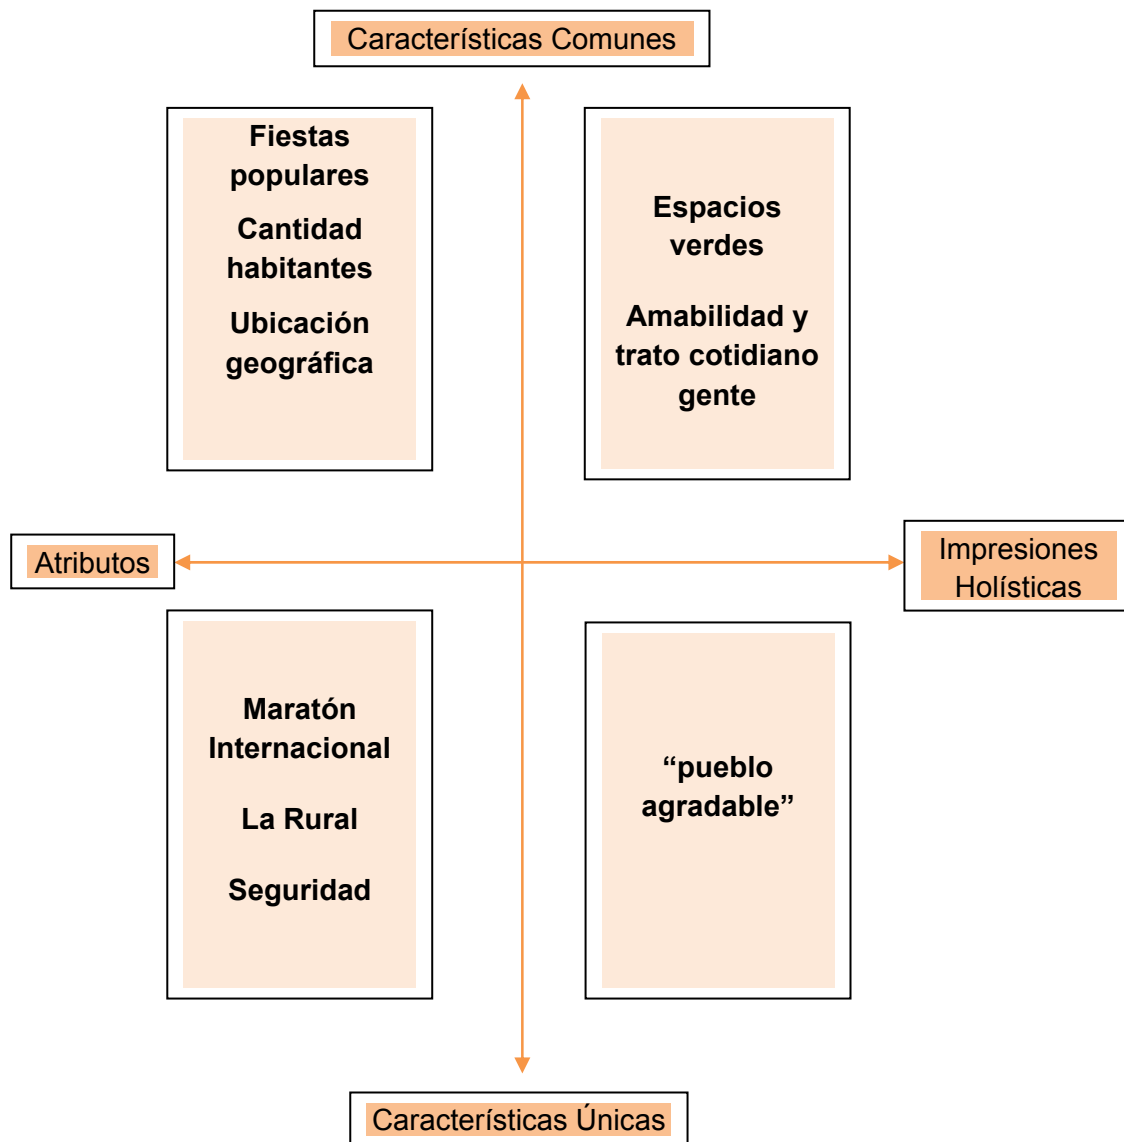 Características Comunes
Fiestas
populares
Cantidad
habitantes
Ubicación
geográfica
Espacios
verdes
Amabilidad y
trato cotidiano
gente
Atributos
Impresiones
Holísticas
Maratón
Internacional
La Rural
Seguridad
“pueblo
agradable”
Características Únicas